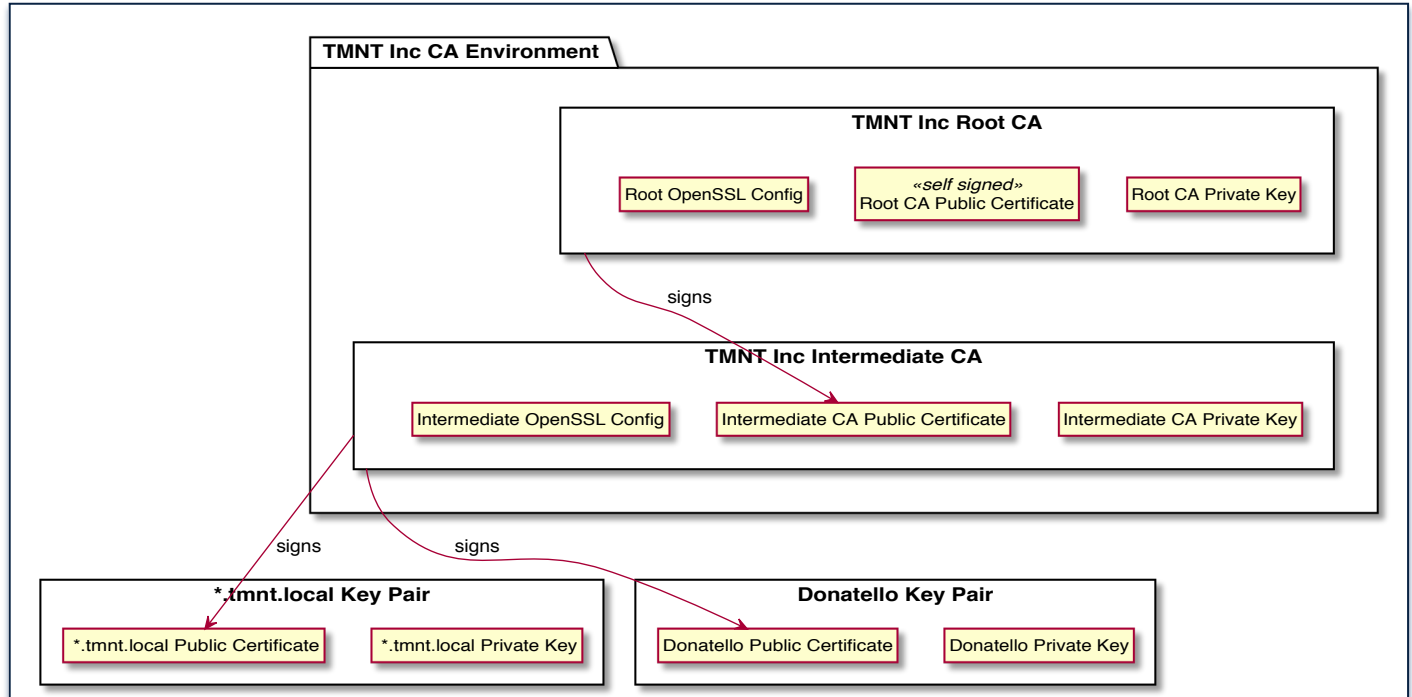 TMNT Inc CA Environment
TMNT Inc Root CA
Root OpenSSL Config
«self signed»
Root CA Public Certificate
Root CA Private Key
signs
TMNT Inc Intermediate CA
Intermediate OpenSSL Config
Intermediate CA Public Certificate
Intermediate CA Private Key
signs
signs
*.tmnt.local Key Pair
*.tmnt.local Public Certificate
*.tmnt.local Private Key
Donatello Key Pair
Donatello Public Certificate
Donatello Private Key